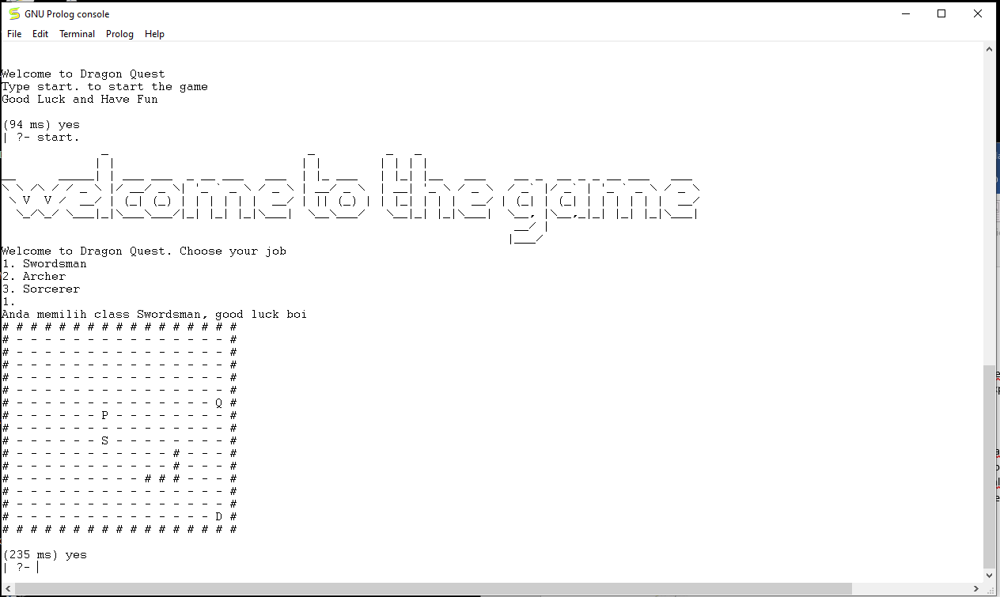 GNU Prolog console
File Edit Terminal Prolog Help
Welcome to Dragon Quest
Type start. to start the game
Good Luck and Have Fun
(94 ms) yes
| ?- start.
welcome to the game
Welcome to Dragon Quest. Choose your job
1. Swordsman
2. Archer
3. Sorcerer
1.
Anda memilih class Swordsman, good luck boi
# # # # # # # # # # # # # # # # #
# - - - - - - - - - - - - - - - #
# - - - - - - - - - - - - - - - #
# - - - - - - - - - - - - - - - #
# - - - - - - - - - - - - - - - #
# - - - - - - - - - - - - - - - #
# - - - - - - - - - - - - - - Q #
# - - - - - - P - - - - - - - - #
# - - - - - - - - - - - - - - - #
# - - - - - - S - - - - - - - - #
# - - - - - - - - - - - # - - - #
# - - - - - - - - - - - # - - - #
# - - - - - - - - - # # # - - - #
# - - - - - - - - - - - - - - - #
# - - - - - - - - - - - - - - - #
# - - - - - - - - - - - - - - D #
# # # # # # # # # # # # # # # # #
(235 ms) yes
| ?-